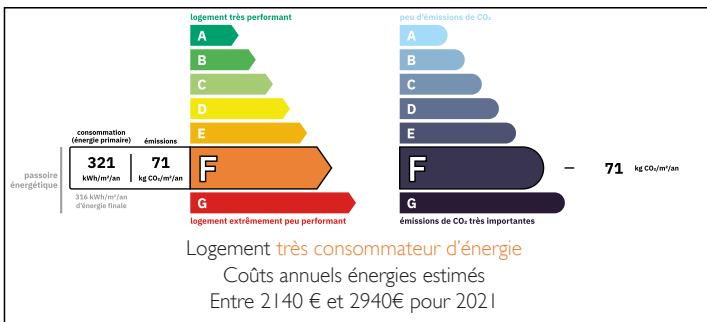 logement très performant
A
B
C
D
E
consommation
(énergie primaire)
émissions
321
kWh/m²/an
71
kg CO₂/m²/an
F
passoire
énergétique
316 kWh/m²/an
d'énergie finale
G
logement extrêmement peu performant
peu d'émissions de CO₂
A
B
C
D
E
F
71 kg CO₂/m²/an
G
émissions de CO₂ très importantes
Logement très consommateur d'énergie
Coûts annuels énergies estimés
Entre 2140 € et 2940€ pour 2021